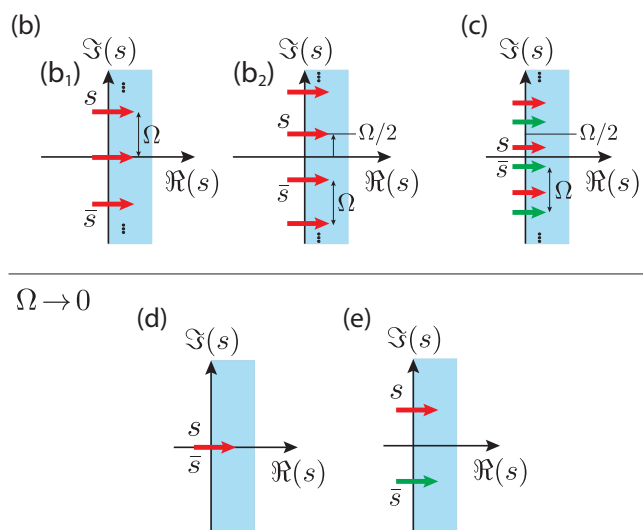 (b)
ℑ(s)
(b₁)
s
Ω
ℜ(s)
s̄
ℑ(s)
(b₂)
Ω/2
ℜ(s)
s̄
Ω
(c)
ℑ(s)
Ω/2
s
s̄
Ω
ℜ(s)
Ω→0
(d)
ℑ(s)
s
s̄
ℜ(s)
(e)
ℑ(s)
s
s̄
ℜ(s)